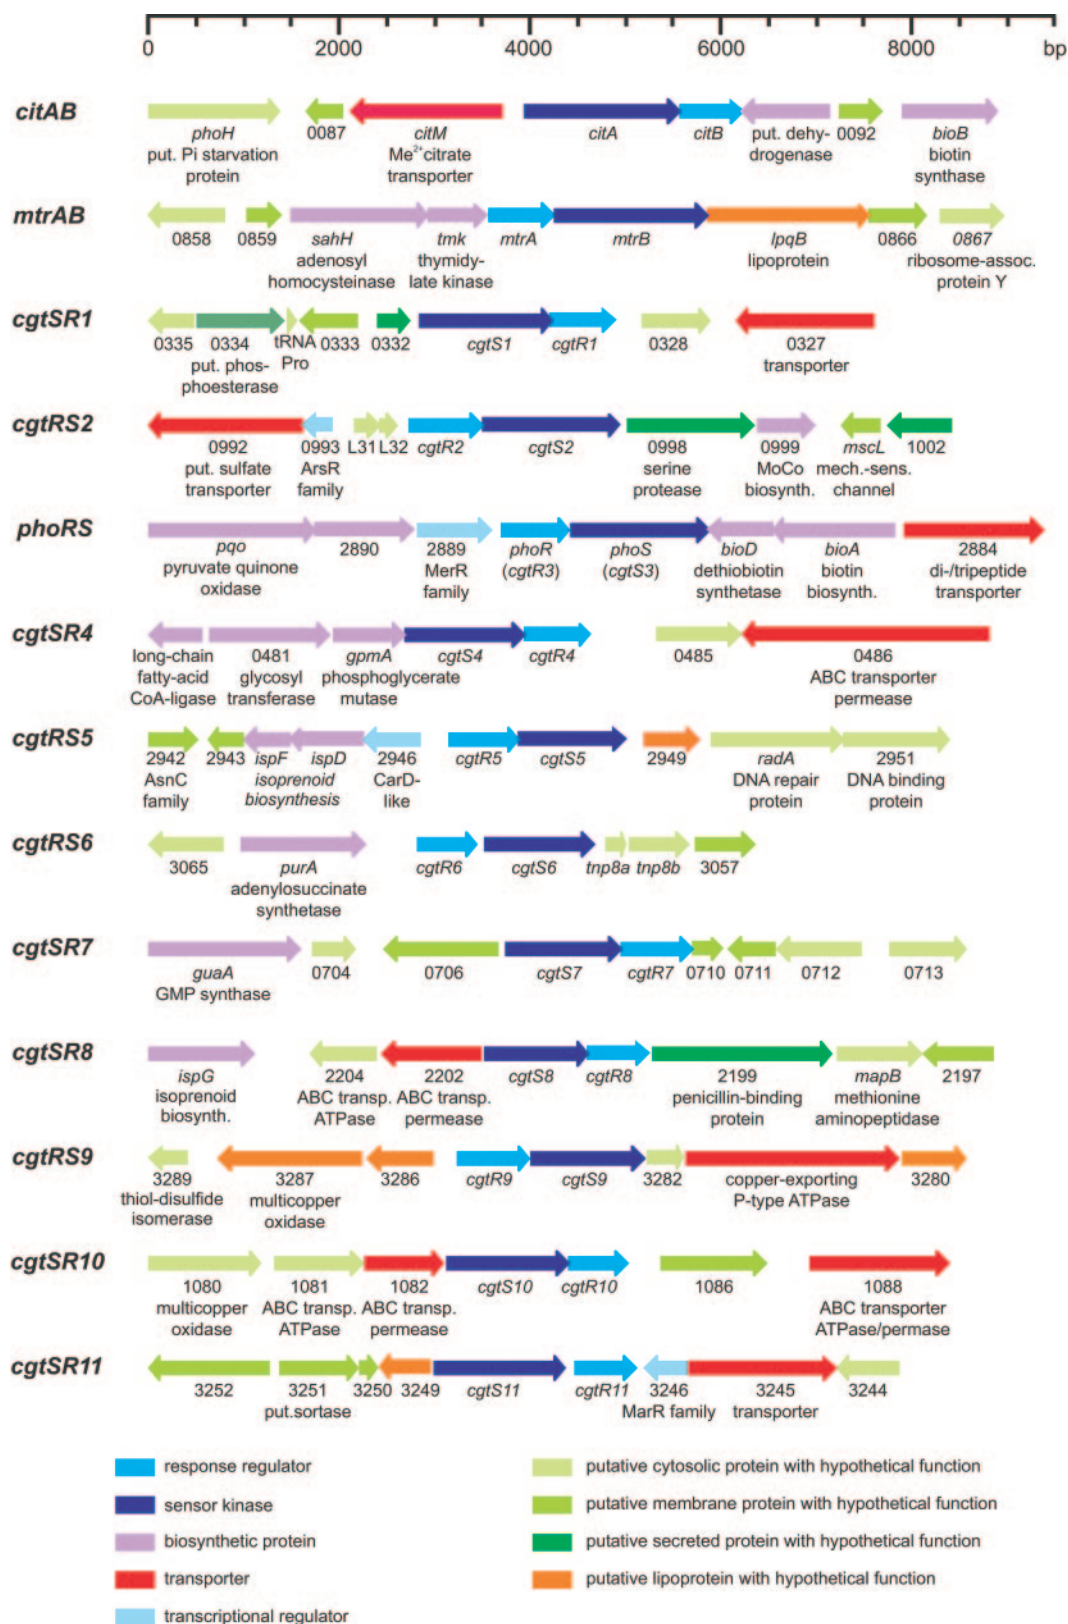 0 2000 4000 6000 8000 bp
citAB
phoH 0087 citM citA citB put. dehy- 0092 bioB
put. Pi starvation Me2+citrate drogenase biotin
protein transporter synthase
mtrAB
0858 0859 sahH tmk mtrA mtrB lpqB 0866 0867
adenosyl thymidy- lipoprotein ribosome-assoc.
homocysteinase late kinase protein Y
cgtSR1
0335 0334 tRNA 0333 0332 cgtS1 cgtR1 0328 0327
put. phos- Pro transporter
phoesterase
cgtRS2
0992 0993 L31 L32 cgtR2 cgtS2 0998 0999 mscL 1002
put. sulfate ArsR serine MoCo mech.-sens.
transporter family protease biosynth. channel
phoRS
pqo 2890 2889 phoR phoS bioD bioA 2884
pyruvate quinone MerR (cgtR3) (cgtS3) dethiobiotin biotin di-/tripeptide
oxidase family synthetase biosynth. transporter
cgtSR4
long-chain 0481 gpmA cgtS4 cgtR4 0485 0486
fatty-acid glycosyl phosphoglycerate ABC transporter
CoA-ligase transferase mutase permease
cgtRS5
2942 2943 ispF ispD 2946 cgtR5 cgtS5 2949 radA 2951
AsnC isoprenoid CarD- DNA repair DNA binding
family biosynthesis like protein protein
cgtRS6
3065 purA cgtR6 cgtS6 tnp8a tnp8b 3057
adenylosuccinate
synthetase
cgtSR7
guaA 0704 0706 cgtS7 cgtR7 0710 0711 0712 0713
GMP synthase
cgtSR8
ispG 2204 2202 cgtS8 cgtR8 2199 mapB 2197
isoprenoid ABC transp. ABC transp. penicillin-binding methionine
biosynth. ATPase permease protein aminopeptidase
cgtRS9
3289 3287 3286 cgtR9 cgtS9 3282 copper-exporting 3280
thiol-disulfide multicopper P-type ATPase
isomerase oxidase
cgtSR10
1080 1081 1082 cgtS10 cgtR10 1086 1088
multicopper ABC transp. ABC transp. ABC transporter
oxidase ATPase permease ATPase/permase
cgtSR11
3252 3251 3250 3249 cgtS11 cgtR11 3246 3245 3244
put.sortase MarR family transporter
response regulator
sensor kinase
biosynthetic protein
transporter
transcriptional regulator
putative cytosolic protein with hypothetical function
putative membrane protein with hypothetical function
putative secreted protein with hypothetical function
putative lipoprotein with hypothetical function